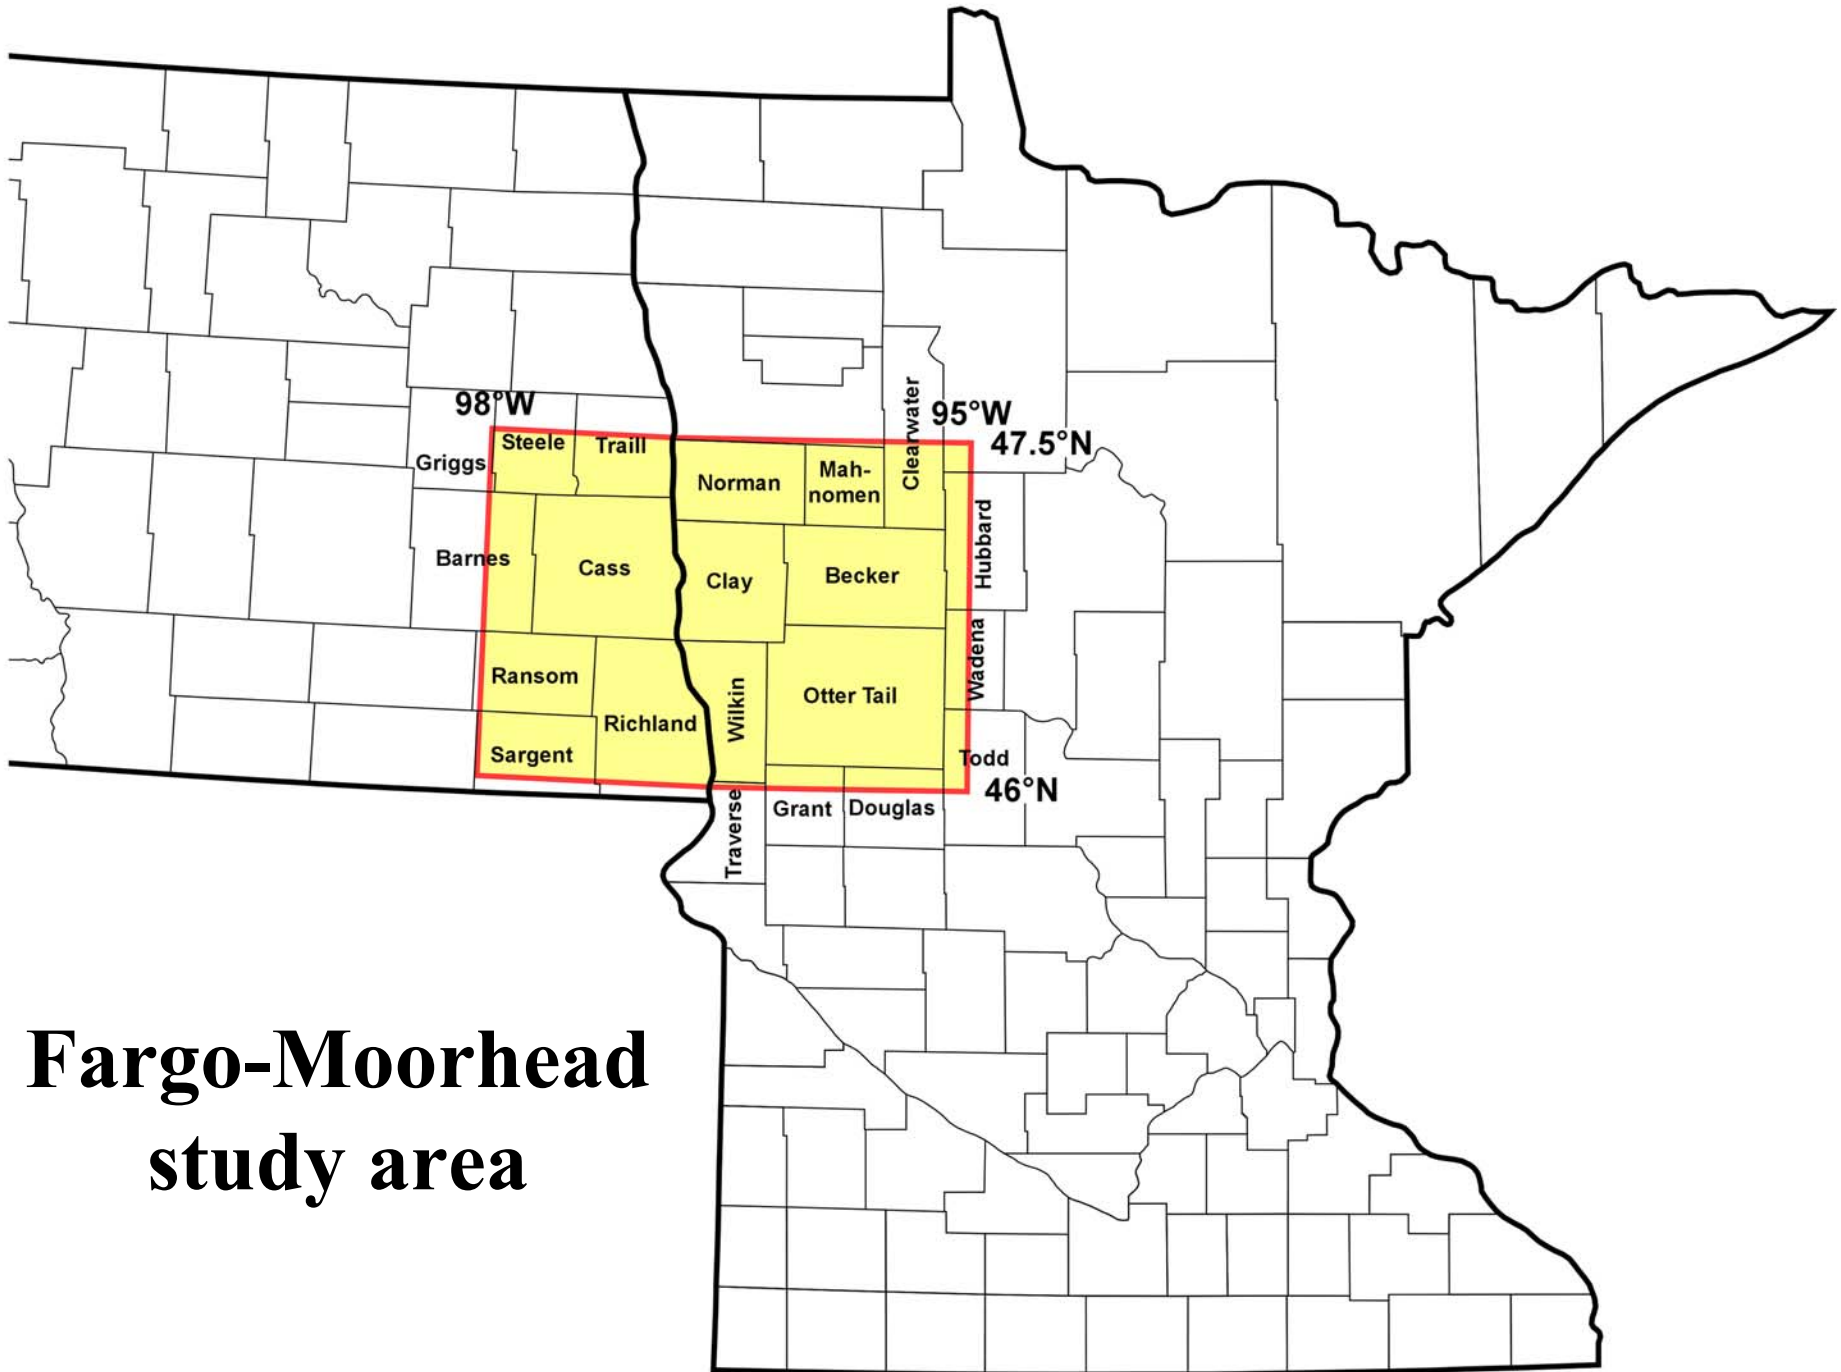 98°W
95°W
47.5°N
Steele
Traill
Clearwater
Griggs
Norman
Mah-
nomen
Hubbard
Barnes
Cass
Clay
Becker
Wadena
Ransom
Otter Tail
Wilkin
Richland
Sargent
Todd
46°N
Traverse
Grant
Douglas
Fargo-Moorhead
study area